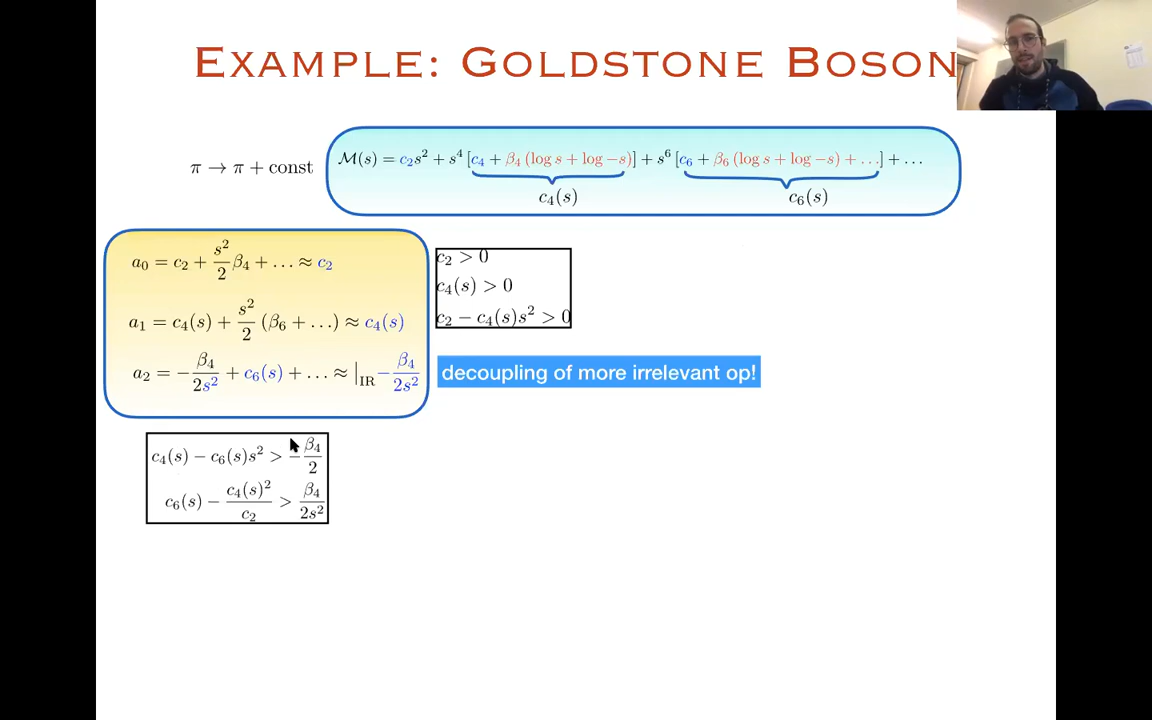 EXAMPLE: GOLDSTONE BOSON
π → π + const
M(s) = c₂s² + s⁴ [c₄ + β₄ (log s + log −s)] + s⁶ [c₆ + β₆ (log s + log −s) + …] + …
c₄(s) c₆(s)
a₀ = c₂ + s²/2 β₄ + … ≈ c₂
a₁ = c₄(s) + s²/2 (β₆ + …) ≈ c₄(s)
a₂ = −β₄/2s² + c₆(s) + … ≈ |IR −β₄/2s²
c₂ > 0
c₄(s) > 0
c₂ − c₄(s)s² > 0
decoupling of more irrelevant op!
c₄(s) − c₆(s)s² > −β₄/2
c₆(s) − c₄(s)²/c₂ > β₄/2s²